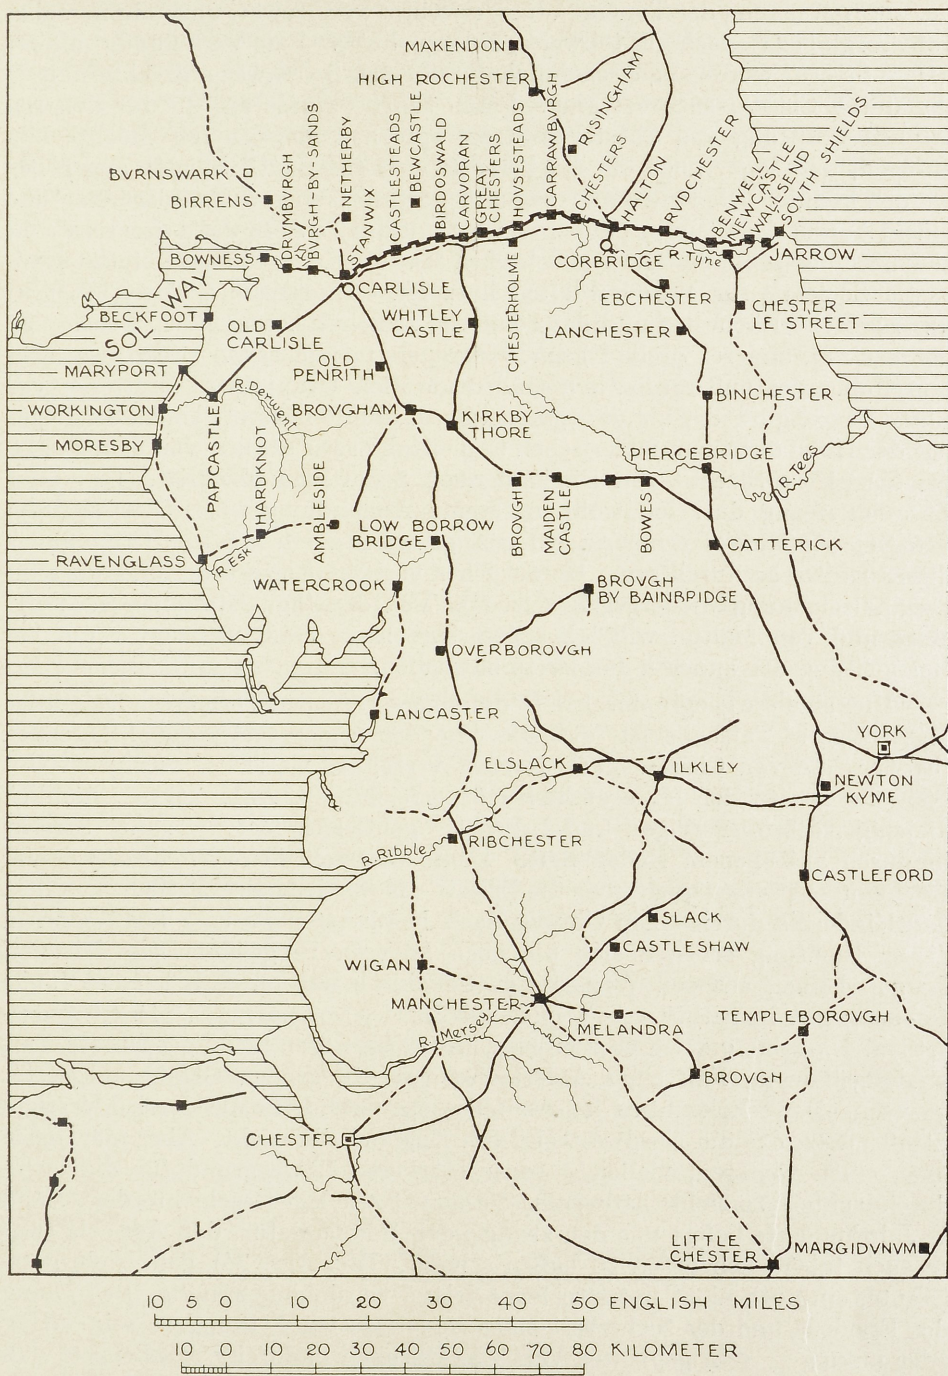 MAKENDON
HIGH ROCHESTER
RISINGHAM
BVRNSWARK
BIRRENS
DRVMBVRGH
BVRGH-BY-SANDS
NETHERBY
STANWIX
CASTLESTEADS
BEWCASTLE
BIRDOSWALD
CARVORAN
GREAT
CHESTERS
HOVSESTEADS
CARRAWBVRGH
CHESTERS
HALTON
RVDCHESTER
BENWELL
NEWCASTLE
WALLSEND
SOVTH SHIELDS
BOWNESS
CARLISLE
CORBRIDGE
R. Tyne
JARROW
SOLWAY
BECKFOOT
OLD
CARLISLE
WHITLEY
CASTLE
CHESTERHOLME
EBCHESTER
CHESTER
LE STREET
LANCHESTER
MARYPORT
OLD
PENRITH
R. Derwent
WORKINGTON
BROVGHAM
KIRKBY
THORE
BINCHESTER
MORESBY
PAPCASTLE
HARDKNOT
AMBLESIDE
PIERCEBRIDGE
R. Tees
BROVGH
MAIDEN
CASTLE
BOWES
LOW BORROW
BRIDGE
CATTERICK
RAVENGLASS
R. Esk
WATERCROOK
BROVGH
BY BAINBRIDGE
OVERBOROVGH
LANCASTER
YORK
ELSLACK
ILKLEY
NEWTON
KYME
RIBCHESTER
R. Ribble
CASTLEFORD
SLACK
CASTLESHAW
WIGAN
MANCHESTER
MELANDRA
TEMPLEBOROVGH
R. Mersey
BROVGH
CHESTER
LITTLE
CHESTER
MARGIDVNVM
10 5 0 10 20 30 40 50 ENGLISH MILES
10 0 10 20 30 40 50 60 70 80 KILOMETER